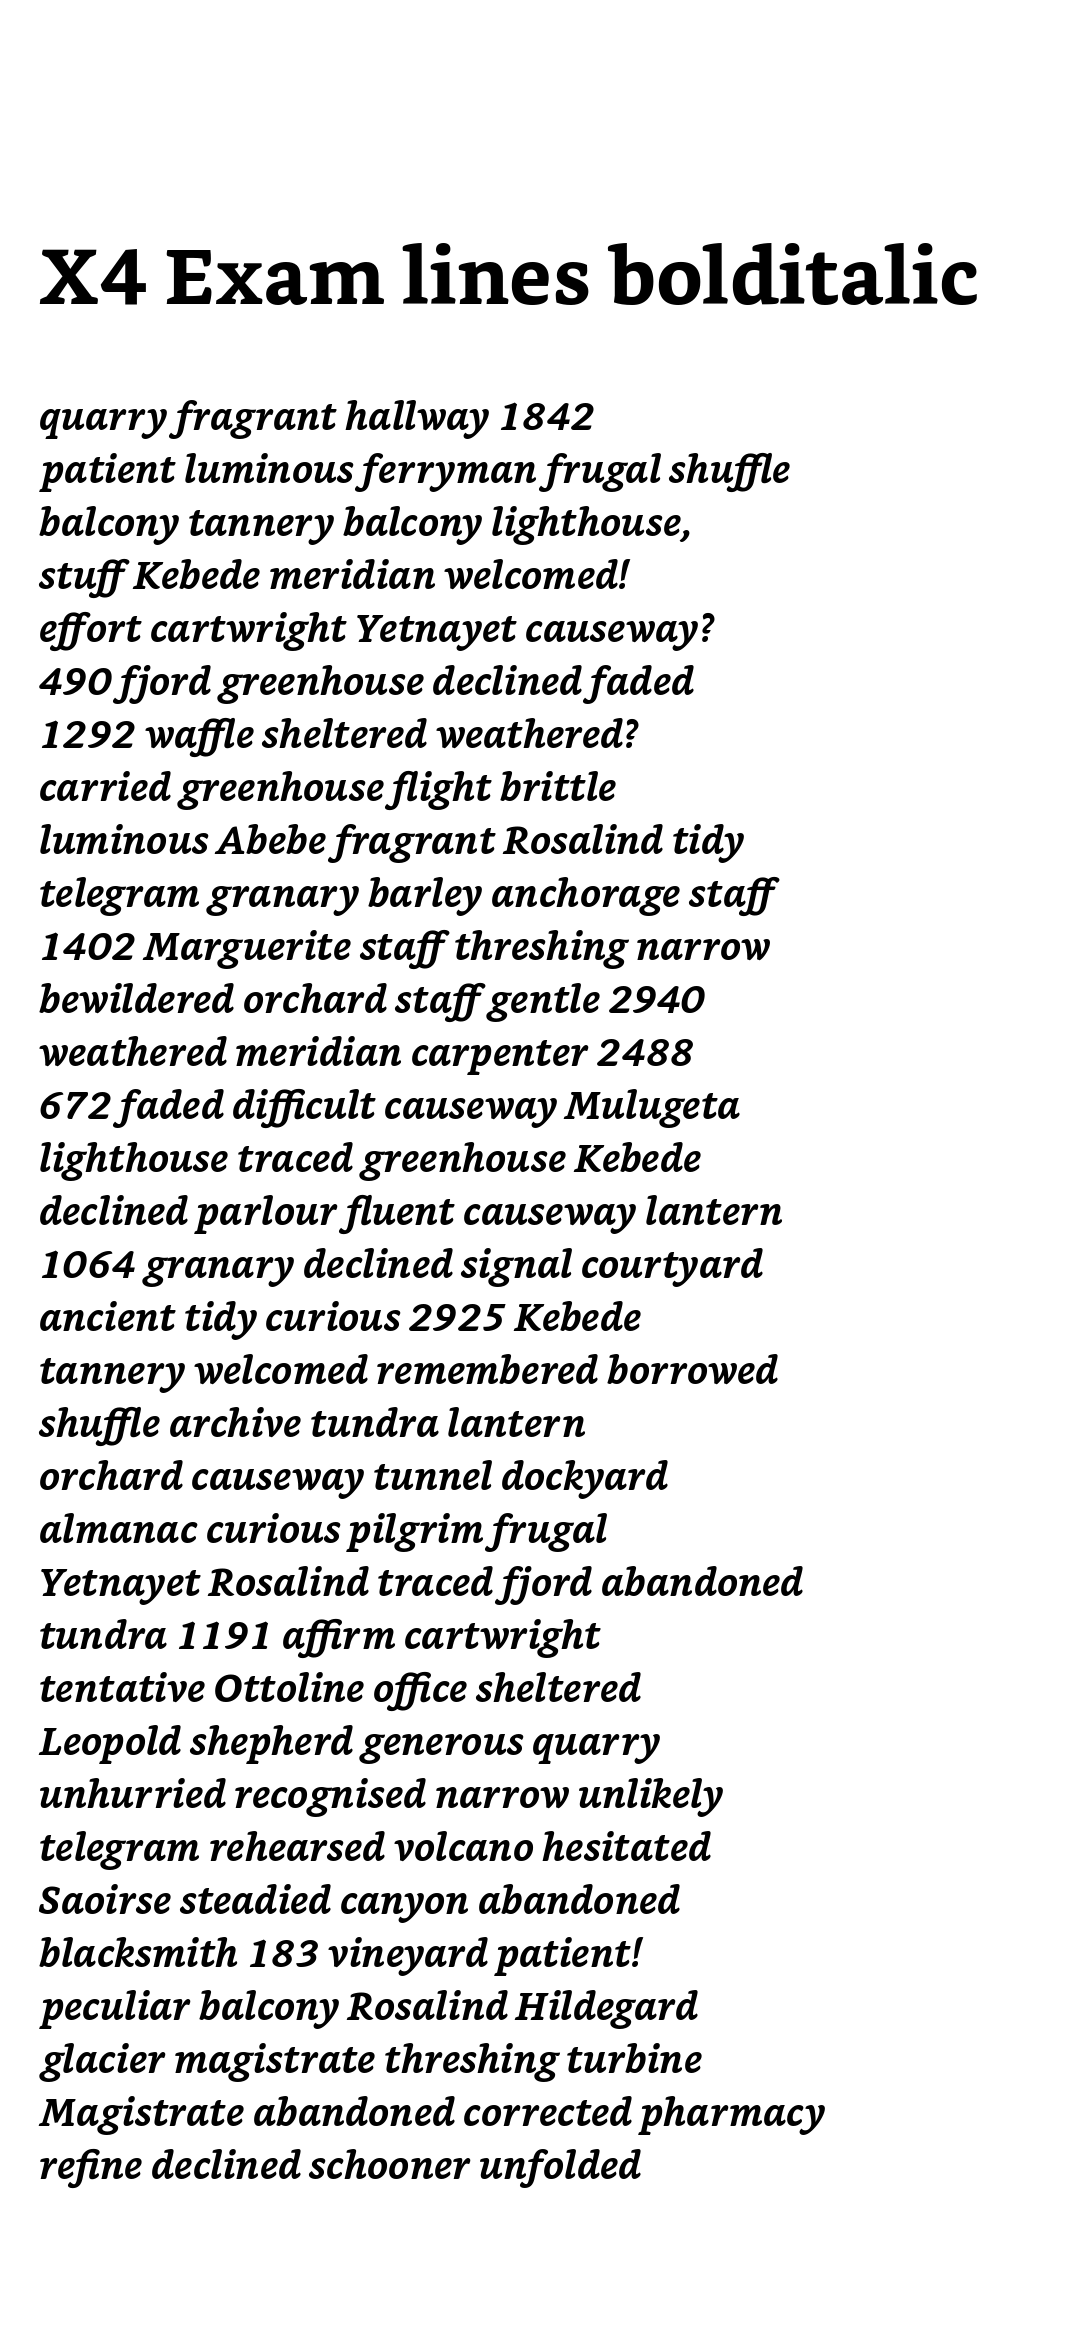 X4 Exam lines bolditalic
quarry fragrant hallway 1842
patient luminous ferryman frugal shuffle
balcony tannery balcony lighthouse,
stuff Kebede meridian welcomed!
effort cartwright Yetnayet causeway?
490 fjord greenhouse declined faded
1292 waffle sheltered weathered?
carried greenhouse flight brittle
luminous Abebe fragrant Rosalind tidy
telegram granary barley anchorage staff
1402 Marguerite staff threshing narrow
bewildered orchard staff gentle 2940
weathered meridian carpenter 2488
672 faded difficult causeway Mulugeta
lighthouse traced greenhouse Kebede
declined parlour fluent causeway lantern
1064 granary declined signal courtyard
ancient tidy curious 2925 Kebede
tannery welcomed remembered borrowed
shuffle archive tundra lantern
orchard causeway tunnel dockyard
almanac curious pilgrim frugal
Yetnayet Rosalind traced fjord abandoned
tundra 1191 affirm cartwright
tentative Ottoline office sheltered
Leopold shepherd generous quarry
unhurried recognised narrow unlikely
telegram rehearsed volcano hesitated
Saoirse steadied canyon abandoned
blacksmith 183 vineyard patient!
peculiar balcony Rosalind Hildegard
glacier magistrate threshing turbine
Magistrate abandoned corrected pharmacy
refine declined schooner unfolded